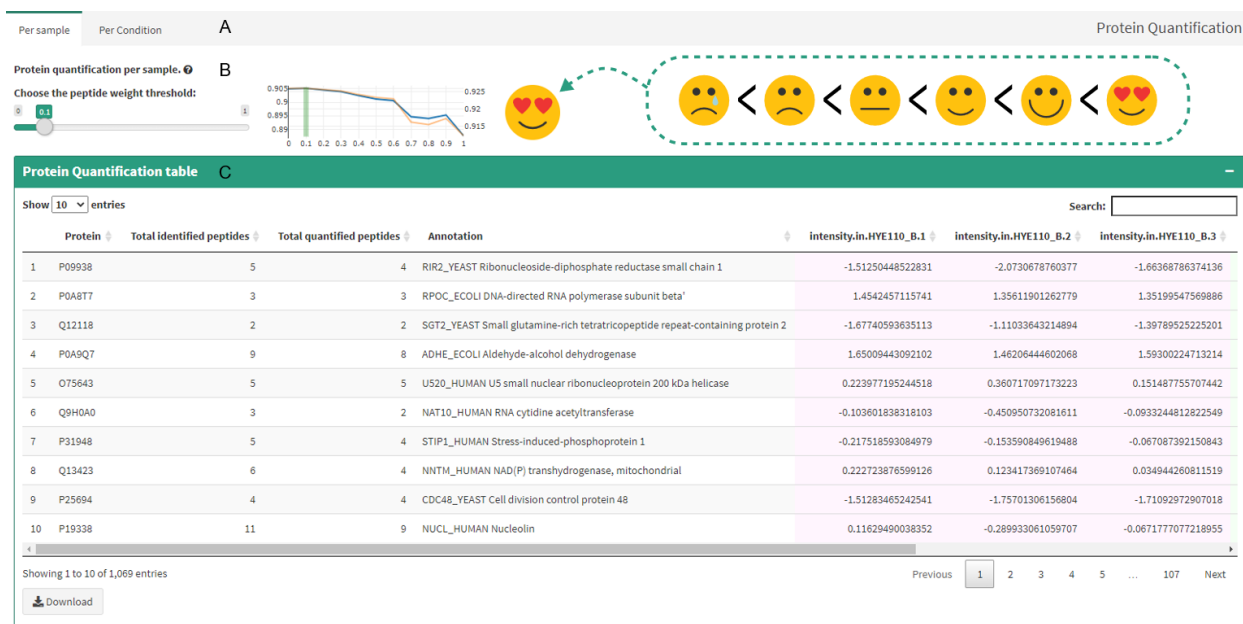 Per sample Per Condition A Protein Quantification
Protein quantification per sample. B
Choose the peptide weight threshold:
0 0.1 1
0.905 0.925
0.9 0.92
0.895 0.915
0.89
0 0.1 0.2 0.3 0.4 0.5 0.6 0.7 0.8 0.9 1
< < < < <
Protein Quantification table C
Show 10 entries Search:
Protein Total identified peptides Total quantified peptides Annotation intensity.in.HYE110_B.1 intensity.in.HYE110_B.2 intensity.in.HYE110_B.3
1 P09938 5 4 RIR2_YEAST Ribonucleoside-diphosphate reductase small chain 1 -1.51250448522831 -2.0730678760377 -1.66368786374136
2 P0A8T7 3 3 RPOC_ECOLI DNA-directed RNA polymerase subunit beta' 1.4542457115741 1.35611901262779 1.35199547569886
3 Q12118 2 2 SGT2_YEAST Small glutamine-rich tetratricopeptide repeat-containing protein 2 -1.67740593635113 -1.11033643214894 -1.39789525225201
4 P0A9Q7 9 8 ADHE_ECOLI Aldehyde-alcohol dehydrogenase 1.65009443092102 1.46206444602068 1.59300224713214
5 O75643 5 5 U520_HUMAN U5 small nuclear ribonucleoprotein 200 kDa helicase 0.223977195244518 0.360717097173223 0.151487755707442
6 Q9H0A0 3 2 NAT10_HUMAN RNA cytidine acetyltransferase -0.103601838318103 -0.450950732081611 -0.0933244812822549
7 P31948 5 4 STIP1_HUMAN Stress-induced-phosphoprotein 1 -0.217518593084979 -0.153590849619488 -0.067087392150843
8 Q13423 6 4 NNTM_HUMAN NAD(P) transhydrogenase, mitochondrial 0.222723876599126 0.123417369107464 0.034944260811519
9 P25694 4 4 CDC48_YEAST Cell division control protein 48 -1.51283465242541 -1.75701306156804 -1.71092972907018
10 P19338 11 9 NUCL_HUMAN Nucleolin 0.11629490038352 -0.289933061059707 -0.0671777077218955
Showing 1 to 10 of 1,069 entries Previous 1 2 3 4 5 ... 107 Next
Download